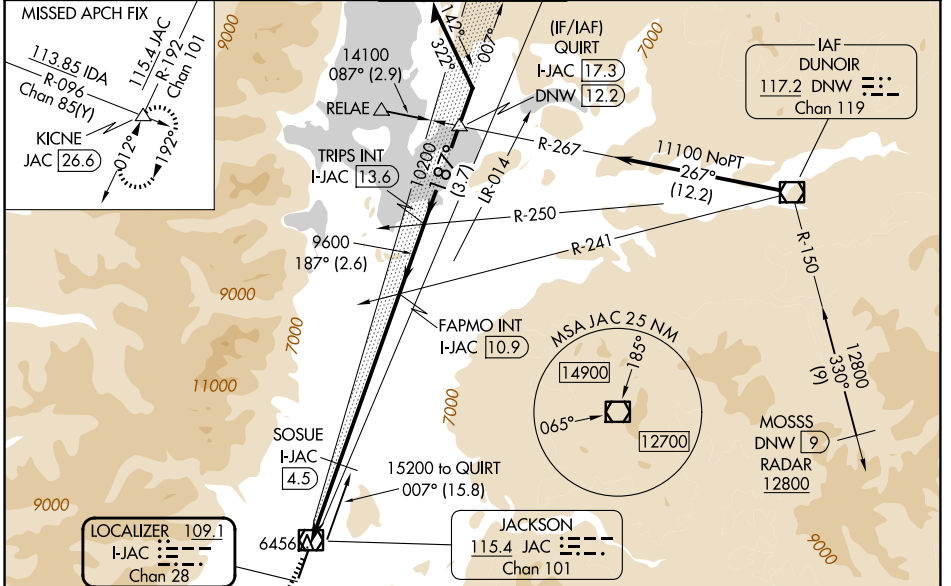 MISSED APCH FIX
113.85 IDA
R-096
Chan 85(Y)
115.4 JAC
R-192
Chan 101
KICNE
JAC 26.6
012°
192°
9000
142°
322°
007°
14100
087° (2.9)
RELAE
(IF/IAF)
QUIRT
I-JAC 17.3
DNW 12.2
7000
IAF
DUNOIR
117.2 DNW
Chan 119
TRIPS INT
I-JAC 13.6
10200
187°
(3.7)
LR-014
R-267
11100 NoPT
267°
(12.2)
R-250
R-241
R-150
9600
187° (2.6)
9000
7000
FAPMO INT
I-JAC 10.9
MSA JAC 25 NM
185°
14900
065°
12700
12800
330°
(9)
11000
7000
MOSSS
DNW 9
RADAR
12800
SOSUE
I-JAC
4.5
15200 to QUIRT
007° (15.8)
9000
9000
LOCALIZER 109.1
I-JAC
Chan 28
6456
JACKSON
115.4 JAC
Chan 101